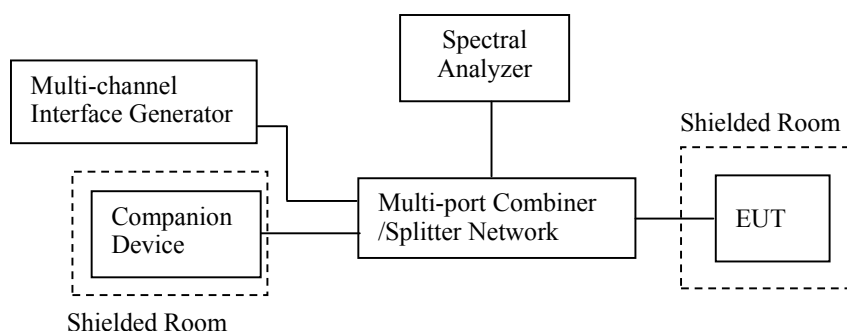 Spectral
Analyzer
Multi-channel
Interface Generator
Shielded Room
Multi-port Combiner
/Splitter Network
EUT
Companion
Device
Shielded Room